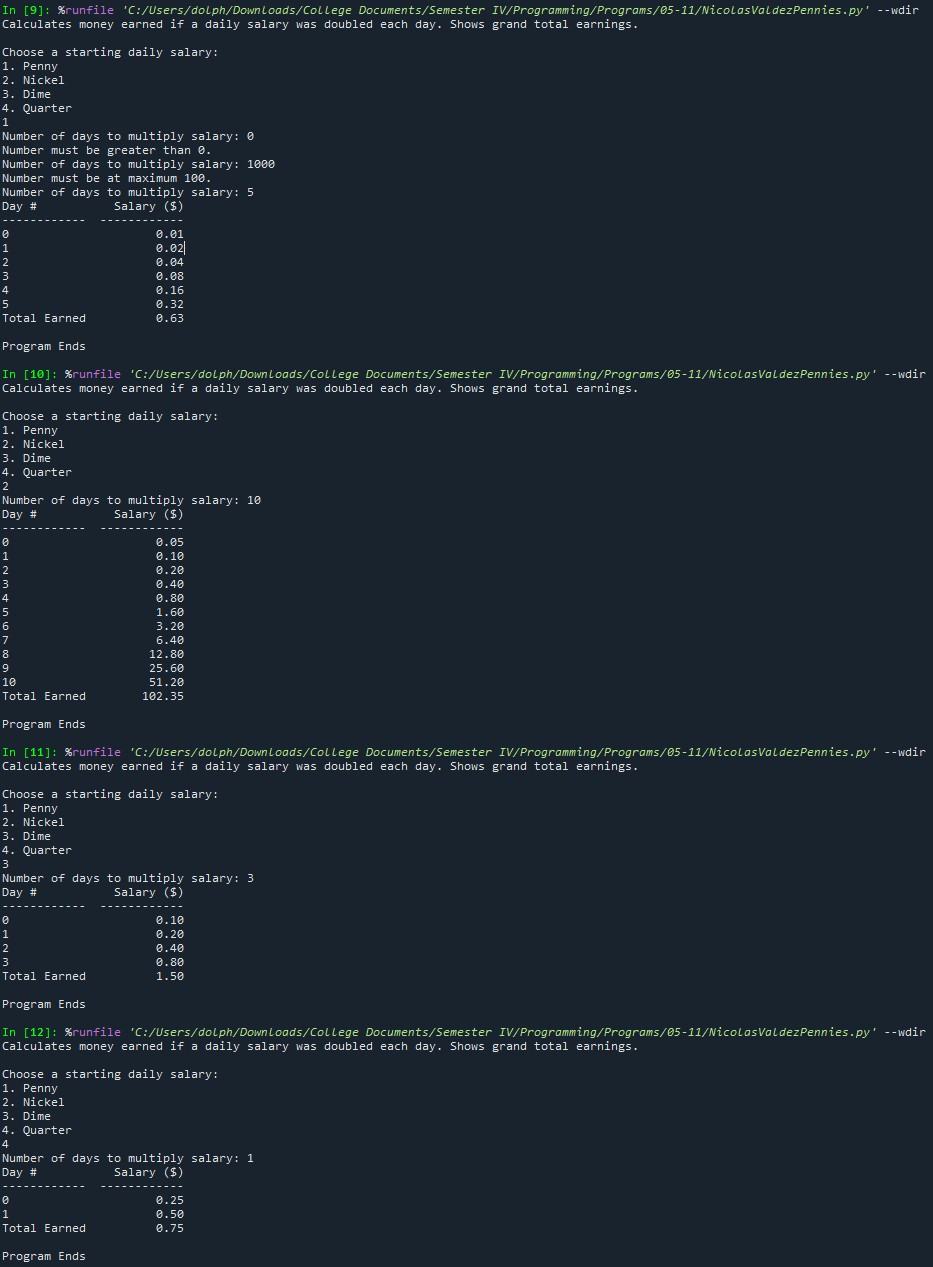 In [9]: %runfile 'C:/Users/dolph/Downloads/College Documents/Semester IV/Programming/Programs/05-11/NicolasValdezPennies.py' --wdir
Calculates money earned if a daily salary was doubled each day. Shows grand total earnings.

Choose a starting daily salary:
1. Penny
2. Nickel
3. Dime
4. Quarter
1
Number of days to multiply salary: 0
Number must be greater than 0.
Number of days to multiply salary: 1000
Number must be at maximum 100.
Number of days to multiply salary: 5
Day #           Salary ($)
------------  ------------
0                     0.01
1                     0.02
2                     0.04
3                     0.08
4                     0.16
5                     0.32
Total Earned          0.63

Program Ends

In [10]: %runfile 'C:/Users/dolph/Downloads/College Documents/Semester IV/Programming/Programs/05-11/NicolasValdezPennies.py' --wdir
Calculates money earned if a daily salary was doubled each day. Shows grand total earnings.

Choose a starting daily salary:
1. Penny
2. Nickel
3. Dime
4. Quarter
2
Number of days to multiply salary: 10
Day #           Salary ($)
------------  ------------
0                     0.05
1                     0.10
2                     0.20
3                     0.40
4                     0.80
5                     1.60
6                     3.20
7                     6.40
8                    12.80
9                    25.60
10                   51.20
Total Earned        102.35

Program Ends

In [11]: %runfile 'C:/Users/dolph/Downloads/College Documents/Semester IV/Programming/Programs/05-11/NicolasValdezPennies.py' --wdir
Calculates money earned if a daily salary was doubled each day. Shows grand total earnings.

Choose a starting daily salary:
1. Penny
2. Nickel
3. Dime
4. Quarter
3
Number of days to multiply salary: 3
Day #           Salary ($)
------------  ------------
0                     0.10
1                     0.20
2                     0.40
3                     0.80
Total Earned          1.50

Program Ends

In [12]: %runfile 'C:/Users/dolph/Downloads/College Documents/Semester IV/Programming/Programs/05-11/NicolasValdezPennies.py' --wdir
Calculates money earned if a daily salary was doubled each day. Shows grand total earnings.

Choose a starting daily salary:
1. Penny
2. Nickel
3. Dime
4. Quarter
4
Number of days to multiply salary: 1
Day #           Salary ($)
------------  ------------
0                     0.25
1                     0.50
Total Earned          0.75

Program Ends